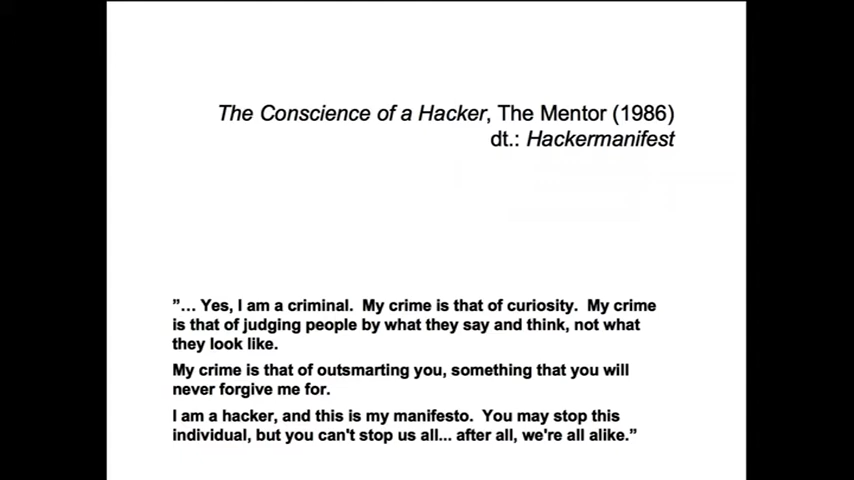 The Conscience of a Hacker, The Mentor (1986)
dt.: Hackermanifest
”… Yes, I am a criminal.  My crime is that of curiosity.  My crime
is that of judging people by what they say and think, not what
they look like.
My crime is that of outsmarting you, something that you will
never forgive me for.
I am a hacker, and this is my manifesto.  You may stop this
individual, but you can't stop us all... after all, we're all alike.”